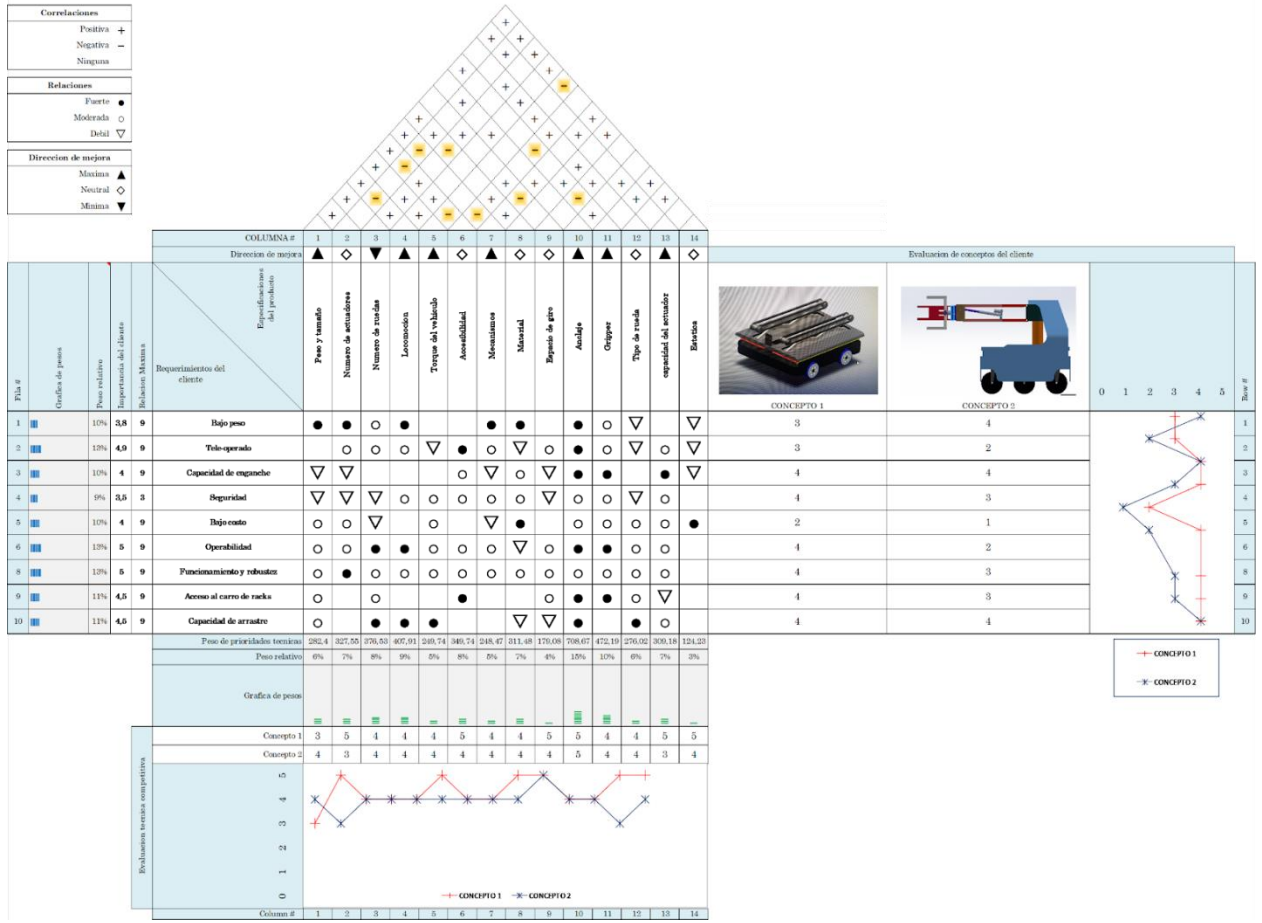 Correlaciones
Positiva +
Negativa −
Ninguna
Relaciones
Fuerte ●
Moderada ○
Debil ▽
Direccion de mejora
Maxima ▲
Neutral ◇
Minima ▼
COLUMNA # 1 2 3 4 5 6 7 8 9 10 11 12 13 14
Direccion de mejora ▲ ◇ ▼ ▲ ▲ ◇ ▲ ◇ ◇ ▲ ▲ ◇ ▲ ◇
Evaluacion de conceptos del cliente
Fila #
Grafica de pesos
Peso relativo
Importancia del cliente
Relacion Maxima
Especificaciones del producto
Requerimientos del cliente
Peso y tamaño
Numero de actuadores
Numero de ruedas
Locomocion
Torque del vehiculo
Accesibilidad
Mecanismos
Material
Espacio de giro
Anclaje
Gripper
Tipo de rueda
capacidad del actuador
Estetica
CONCEPTO 1
CONCEPTO 2
0 1 2 3 4 5
Row #
1 10% 3,8 9 Bajo peso ● ● ○ ● ● ● ● ○ ▽ ▽ 3 4 1
2 13% 4,9 9 Tele-operado ○ ○ ○ ▽ ● ○ ▽ ○ ● ○ ▽ ○ ▽ 3 2 2
3 10% 4 9 Capacidad de enganche ▽ ▽ ○ ▽ ○ ▽ ● ● ● ▽ 4 4 3
4 9% 3,5 3 Seguridad ▽ ▽ ▽ ○ ○ ○ ○ ○ ▽ ○ ○ ▽ ○ 4 3 4
5 10% 4 9 Bajo costo ○ ○ ▽ ○ ▽ ● ○ ○ ○ ○ ○ ● 2 1 5
6 13% 5 9 Operabilidad ○ ○ ● ● ○ ○ ○ ▽ ○ ● ● ○ ○ 4 2 6
8 13% 5 9 Funcionamiento y robustez ○ ● ○ ○ ○ ○ ○ ○ ○ ○ ○ ○ ○ 4 3 8
9 11% 4,5 9 Acceso al carro de racks ○ ○ ● ○ ● ● ○ ▽ 4 3 9
10 11% 4,5 9 Capacidad de arrastre ○ ● ● ● ▽ ▽ ● ● ○ 4 4 10
Peso de prioridades tecnicas 282,4 327,55 376,53 407,91 249,74 349,74 248,47 311,48 179,08 708,67 472,19 276,02 309,18 124,23
Peso relativo 6% 7% 8% 9% 5% 8% 5% 7% 4% 15% 10% 6% 7% 3%
Grafica de pesos
Evaluacion tecnica competitiva
Concepto 1 3 5 4 4 4 5 4 4 5 5 4 4 5 5
Concepto 2 4 3 4 4 4 4 4 4 4 5 4 4 3 4
5
4
3
2
1
0
CONCEPTO 1 CONCEPTO 2
Column # 1 2 3 4 5 6 7 8 9 10 11 12 13 14
CONCEPTO 1
CONCEPTO 2